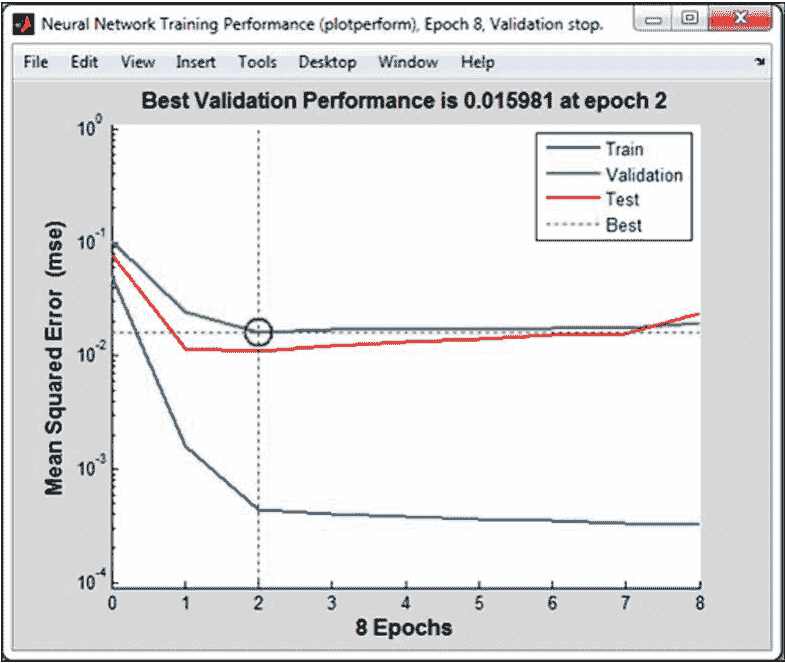 Neural Network Training Performance (plotperform), Epoch 8, Validation stop.
File Edit View Insert Tools Desktop Window Help
Best Validation Performance is 0.015981 at epoch 2
10^0
10^-1
10^-2
10^-3
10^-4
Mean Squared Error (mse)
Train
Validation
Test
Best
0 1 2 3 4 5 6 7 8
8 Epochs